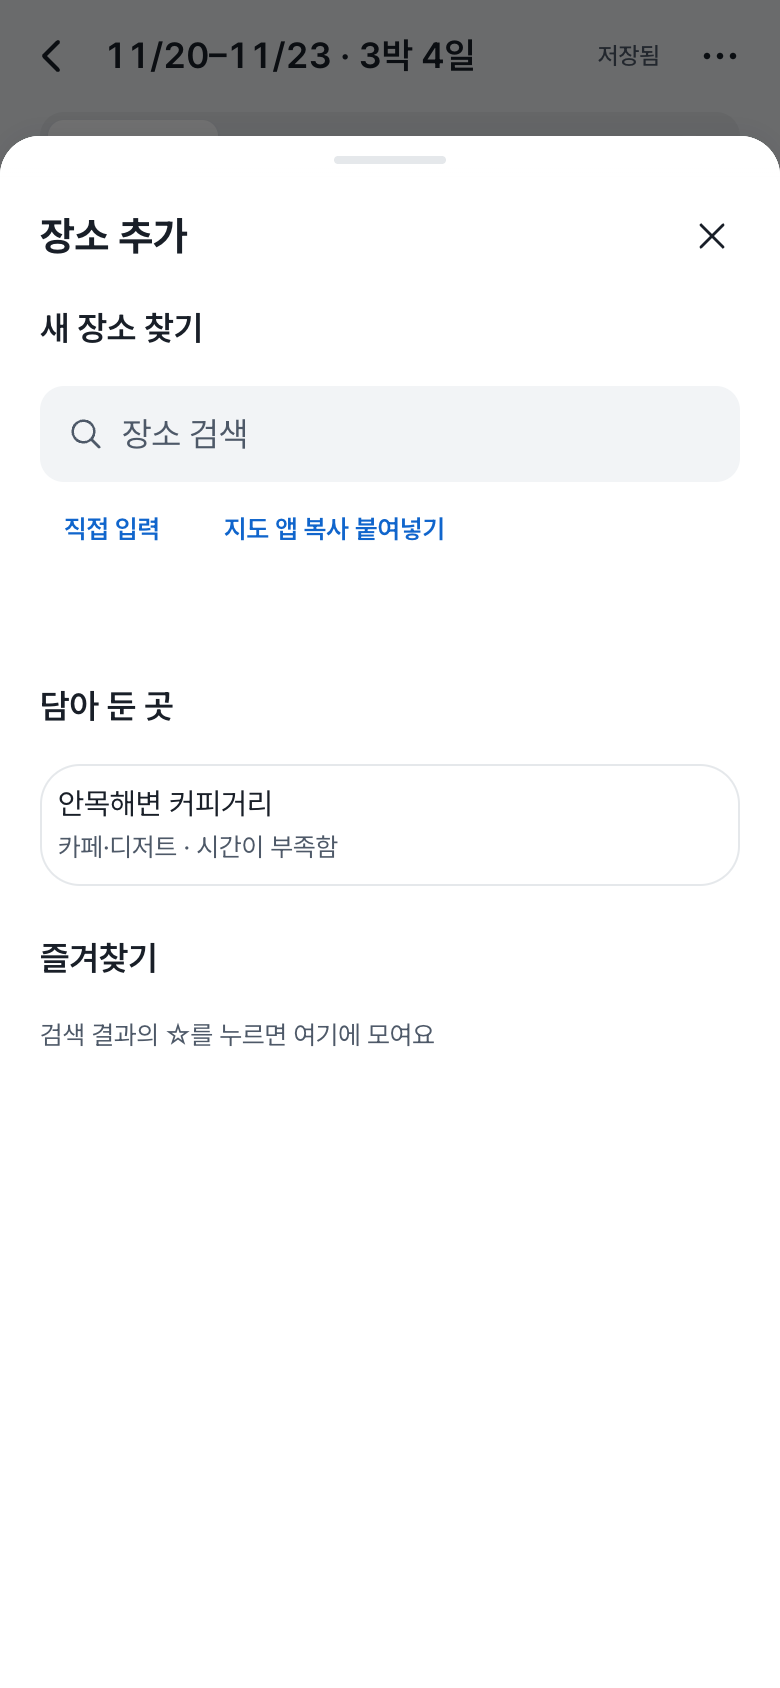 11/20–11/23 · 3박 4일
저장됨
장소 추가
새 장소 찾기
장소 검색
직접 입력
지도 앱 복사 붙여넣기
담아 둔 곳
안목해변 커피거리
카페·디저트 · 시간이 부족함
즐겨찾기
검색 결과의 ☆를 누르면 여기에 모여요